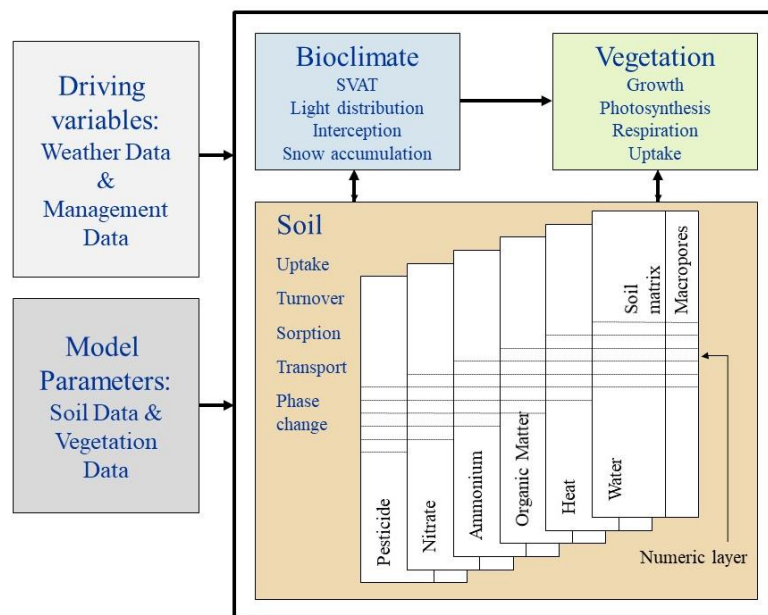 Driving
variables:
Weather Data
&
Management
Data
Model
Parameters:
Soil Data &
Vegetation
Data
Bioclimate
SVAT
Light distribution
Interception
Snow accumulation
Vegetation
Growth
Photosynthesis
Respiration
Uptake
Soil
Uptake
Turnover
Sorption
Transport
Phase
change
Pesticide
Nitrate
Ammonium
Organic Matter
Heat
Water
Soil
matrix
Macropores
Numeric layer